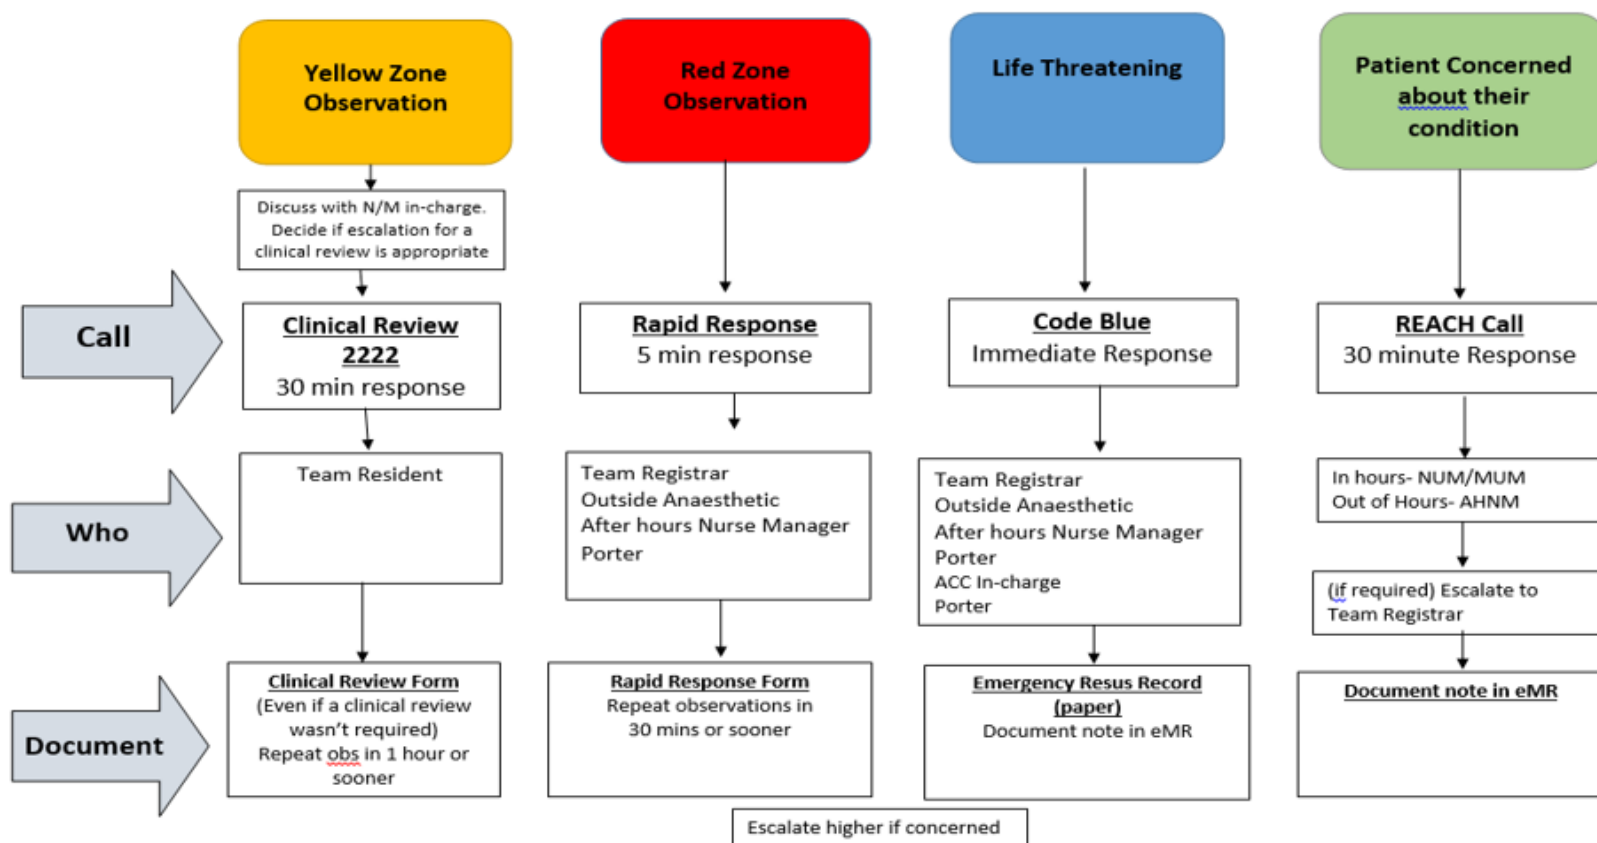 Yellow Zone
Observation
Red Zone
Observation
Life Threatening
Patient Concerned
about their
condition
Discuss with N/M in-charge.
Decide if escalation for a
clinical review is appropriate
Call
Clinical Review
2222
30 min response
Rapid Response
5 min response
Code Blue
Immediate Response
REACH Call
30 minute Response
Who
Team Resident
Team Registrar
Outside Anaesthetic
After hours Nurse Manager
Porter
Team Registrar
Outside Anaesthetic
After hours Nurse Manager
Porter
ACC In-charge
Porter
In hours- NUM/MUM
Out of Hours- AHNM
(if required) Escalate to
Team Registrar
Document
Clinical Review Form
(Even if a clinical review
wasn't required)
Repeat obs in 1 hour or
sooner
Rapid Response Form
Repeat observations in
30 mins or sooner
Emergency Resus Record
(paper)
Document note in eMR
Document note in eMR
Escalate higher if concerned